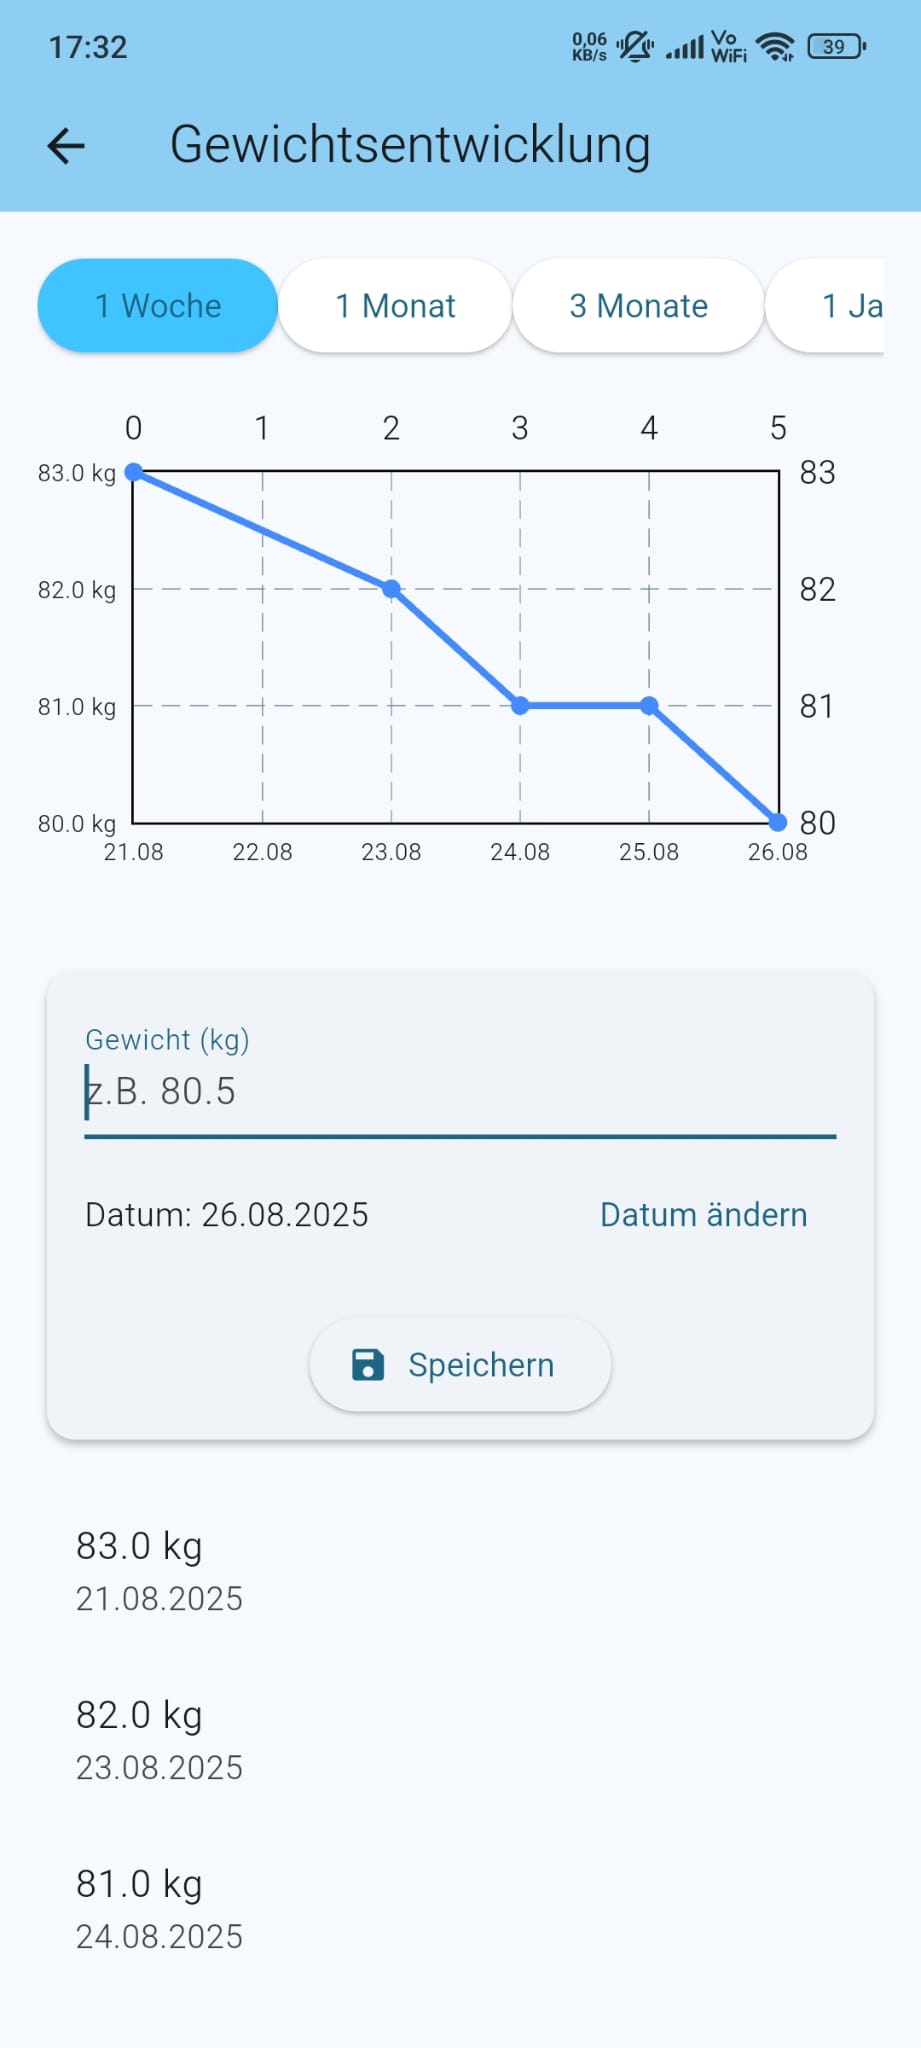 17:32
0,06 KB/s Vo WiFi 39
Gewichtsentwicklung
1 Woche 1 Monat 3 Monate 1 Ja
0 1 2 3 4 5
83.0 kg 83
82.0 kg 82
81.0 kg 81
80.0 kg 80
21.08 22.08 23.08 24.08 25.08 26.08
Gewicht (kg)
z.B. 80.5
Datum: 26.08.2025 Datum ändern
Speichern
83.0 kg
21.08.2025
82.0 kg
23.08.2025
81.0 kg
24.08.2025